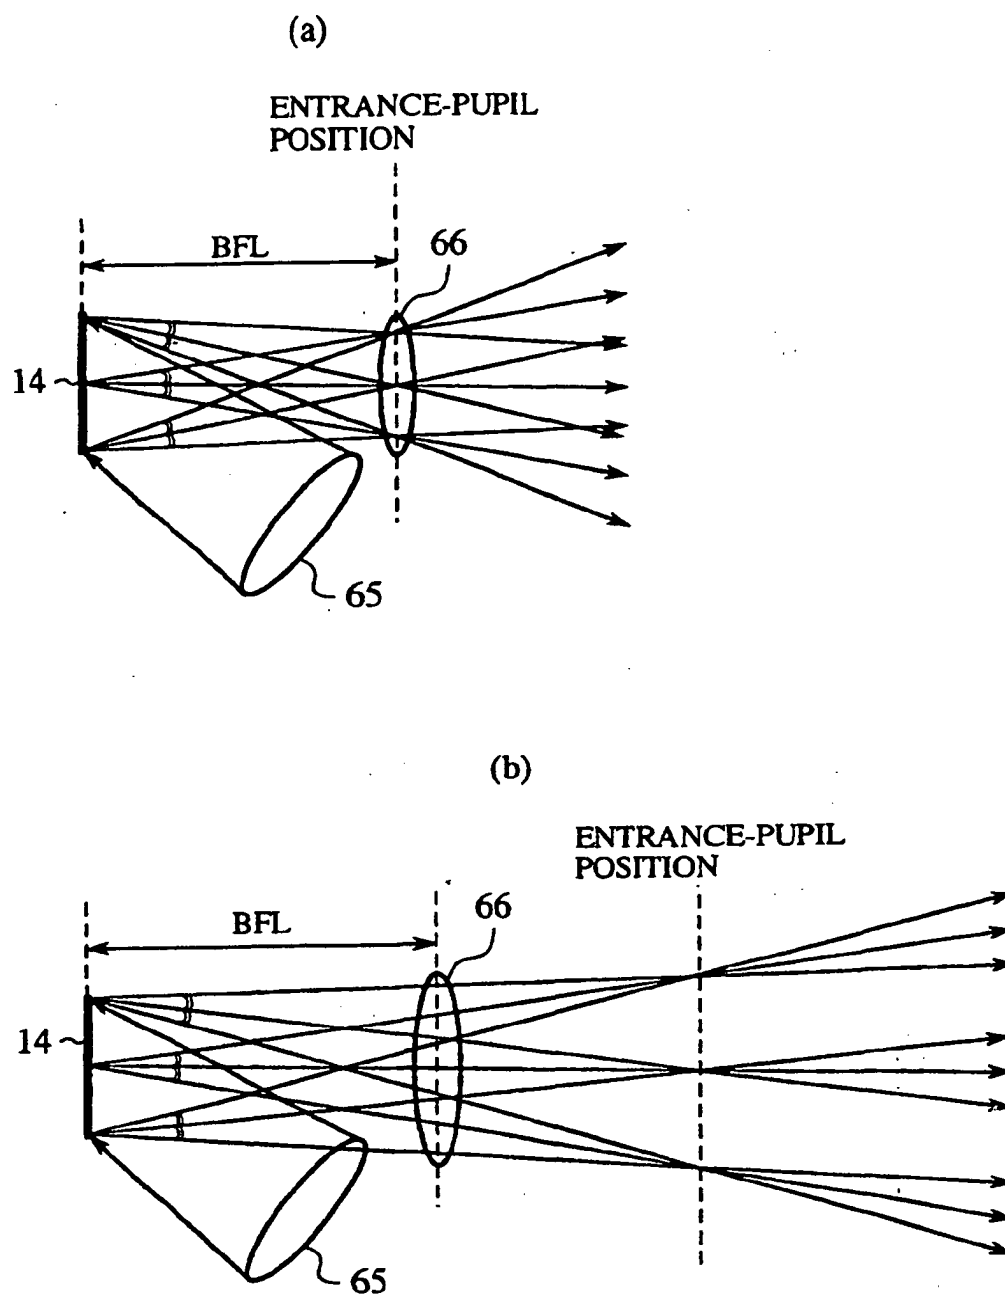 (a)
ENTRANCE-PUPIL
POSITION
BFL
66
14
65
(b)
ENTRANCE-PUPIL
POSITION
BFL
66
14
65